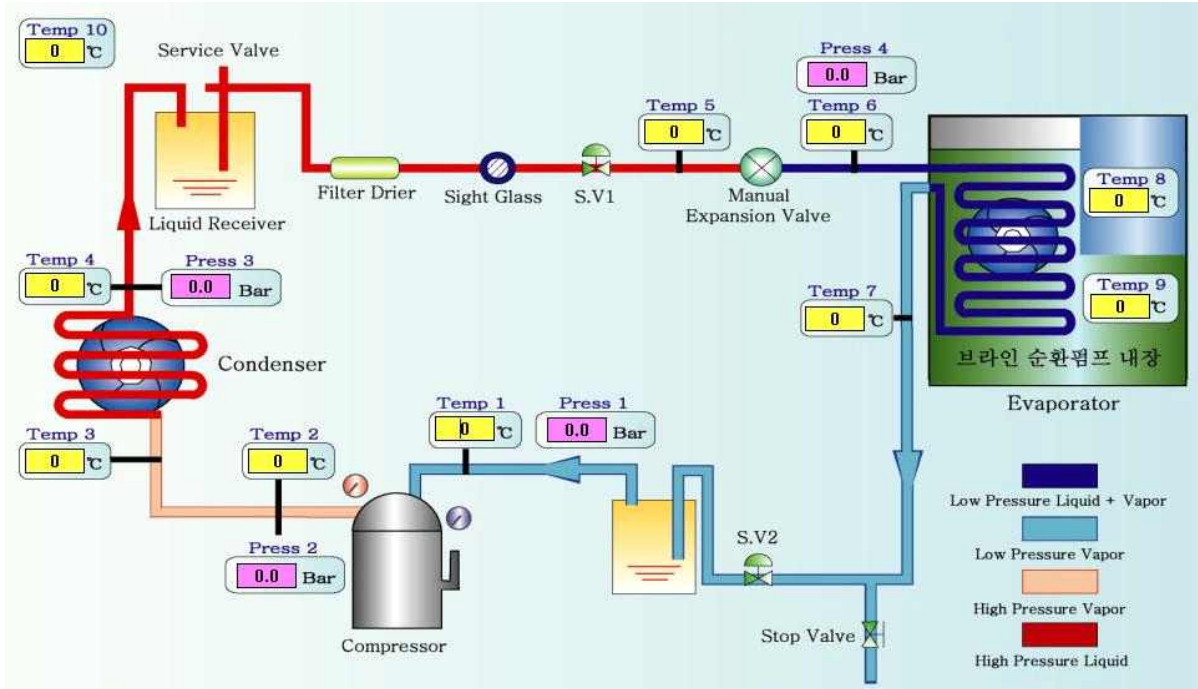 Temp 10
0 ℃
Service Valve
Liquid Receiver
Filter Drier
Sight Glass
S.V1
Temp 5
0 ℃
Manual
Expansion Valve
Press 4
0.0 Bar
Temp 6
0 ℃
Temp 8
0 ℃
Temp 9
0 ℃
브라인 순환펌프 내장
Evaporator
Temp 4
0 ℃
Press 3
0.0 Bar
Condenser
Temp 7
0 ℃
Temp 3
0 ℃
Temp 2
0 ℃
Press 2
0.0 Bar
Temp 1
0 ℃
Press 1
0.0 Bar
Compressor
S.V2
Stop Valve
Low Pressure Liquid + Vapor
Low Pressure Vapor
High Pressure Vapor
High Pressure Liquid